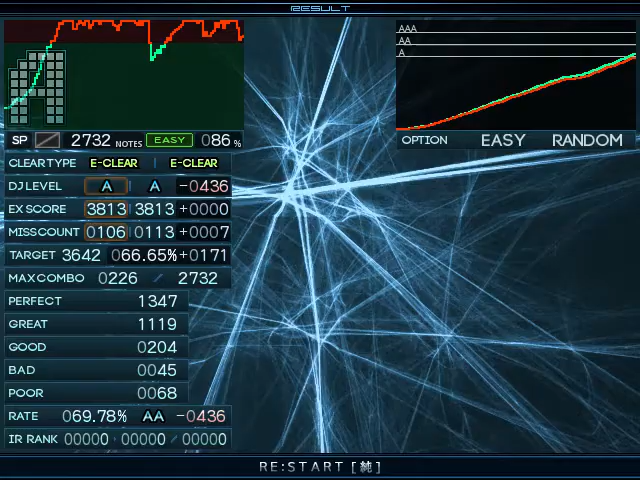 RESULT
AAA
AA
A
SP 2732 NOTES EASY 086 %
OPTION EASY RANDOM
CLEAR TYPE E-CLEAR | E-CLEAR
DJ LEVEL A | A -0436
EX SCORE 3813 | 3813 +0000
MISSCOUNT 0106 | 0113 +0007
TARGET 3642 066.65% +0171
MAXCOMBO 0226 / 2732
PERFECT 1347
GREAT 1119
GOOD 0204
BAD 0045
POOR 0068
RATE 069.78% AA -0436
IR RANK 00000 · 00000 / 00000
RE:START [純]